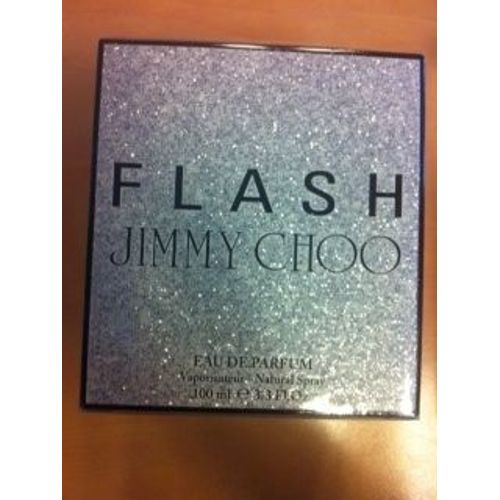 FLASH
JIMMY CHOO
EAU DE PARFUM
Vaporisateur - Natural Spray
100 ml ℮ 3.3 FL.Oz